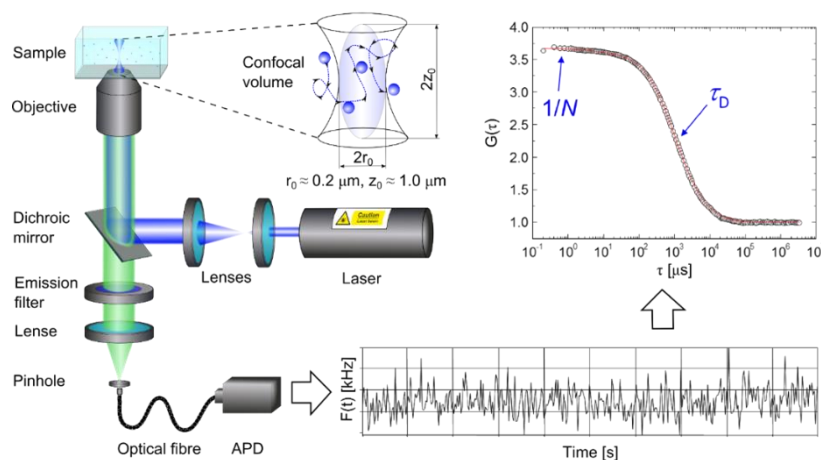 Sample
Objective
Dichroic
mirror
Emission
filter
Lense
Pinhole
Optical fibre
APD
Lenses
Laser
Caution
Confocal
volume
2z₀
2r₀
r₀ ≈ 0.2 μm, z₀ ≈ 1.0 μm
G(τ)
4.0
3.5
3.0
2.5
2.0
1.5
1.0
1/N
τD
10⁻¹ 10⁰ 10¹ 10² 10³ 10⁴ 10⁵ 10⁶
τ [μs]
F(t) [kHz]
Time [s]